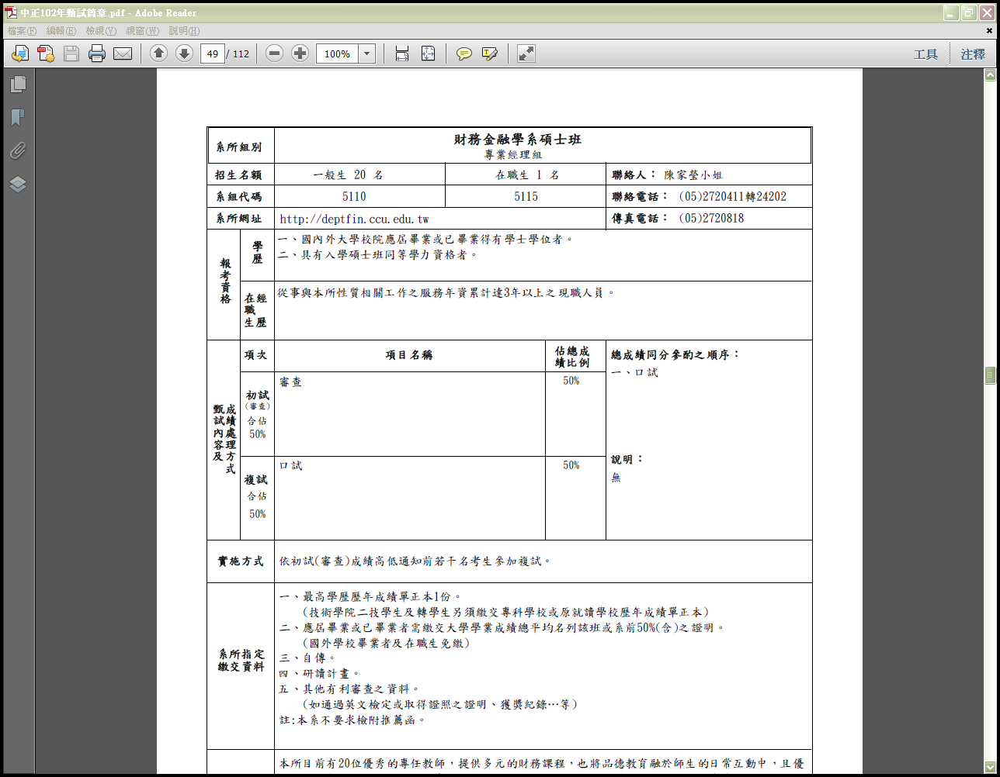 中正102年甄試簡章.pdf - Adobe Reader
檔案(F) 編輯(E) 檢視(V) 視窗(W) 說明(H)
49 / 112 100% 工具 注釋
系所組別 財務金融學系碩士班
專業經理組
招生名額 一般生 20 名 在職生 1 名 聯絡人： 陳家瑩小姐
系組代碼 5110 5115 聯絡電話： (05)2720411轉24202
系所網址 http://deptfin.ccu.edu.tw 傳真電話： (05)2720818
報考資格
學歷
一、國內外大學校院應屆畢業或已畢業得有學士學位者。
二、具有入學碩士班同等學力資格者。
在職生經歷
從事與本所性質相關工作之服務年資累計達3年以上之現職人員。
甄試內容及成績處理方式
項次 項目名稱 佔總成績比例
初試
(審查)
合佔
50%
審查 50%
複試
合佔
50%
口試 50%
總成績同分參酌之順序：
一、口試
說明：
無
實施方式 依初試(審查)成績高低通知前若干名考生參加複試。
系所指定
繳交資料
一、最高學歷歷年成績單正本1份。
(技術學院二技學生及轉學生另須繳交專科學校或原就讀學校歷年成績單正本)
二、應屆畢業或已畢業者需繳交大學學業成績總平均名列該班或系前50%(含)之證明。
(國外學校畢業者及在職生免繳)
三、自傳。
四、研讀計畫。
五、其他有利審查之資料。
(如通過英文檢定或取得證照之證明、獲獎紀錄…等)
註:本系不要求檢附推薦函。
本所目前有20位優秀的專任教師，提供多元的財務課程，也將品德教育融於師生的日常互動中，且優